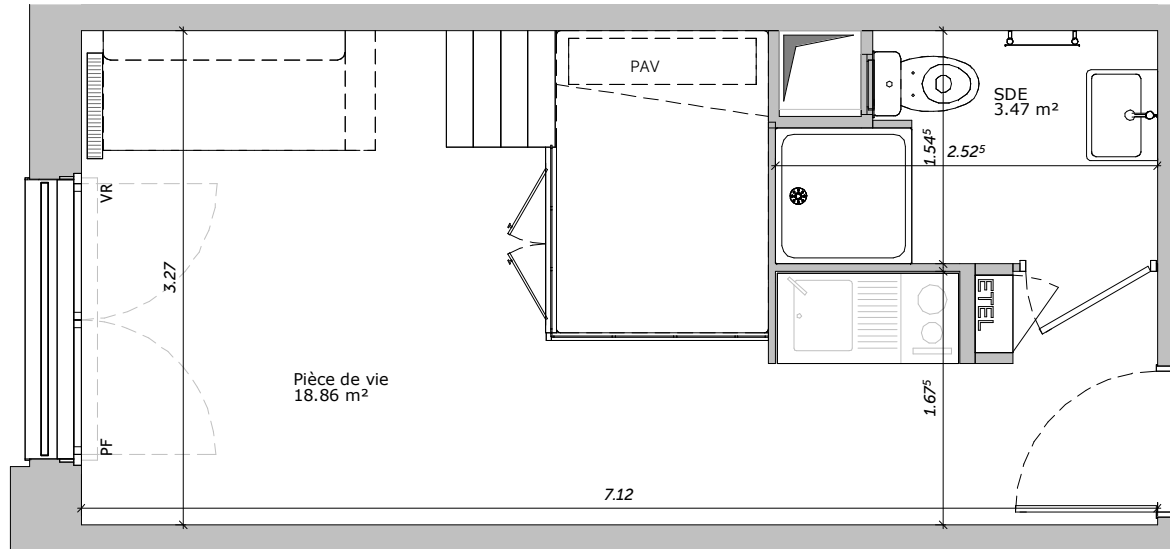 PAV
SDE
3.47 m²
1.54⁵
2.52⁵
VR
3.27
ETEL
Pièce de vie
18.86 m²
1.67⁵
PF
7.12